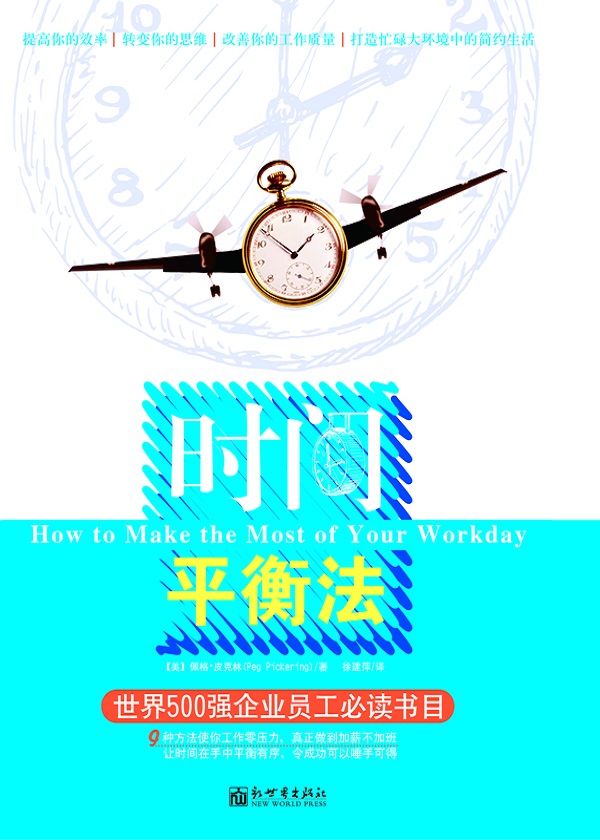 提高你的效率|转变你的思维|改善你的工作质量|打造忙碌大环境中的简约生活
时间
How to Make the Most of Your Workday
平衡法
【美】佩格·皮克林(Peg Pickering)/著 徐建萍/译
世界500强企业员工必读书目
9种方法使你工作零压力，真正做到加薪不加班
让时间在手中平衡有序，令成功可以唾手可得
新世界出版社
NEW WORLD PRESS